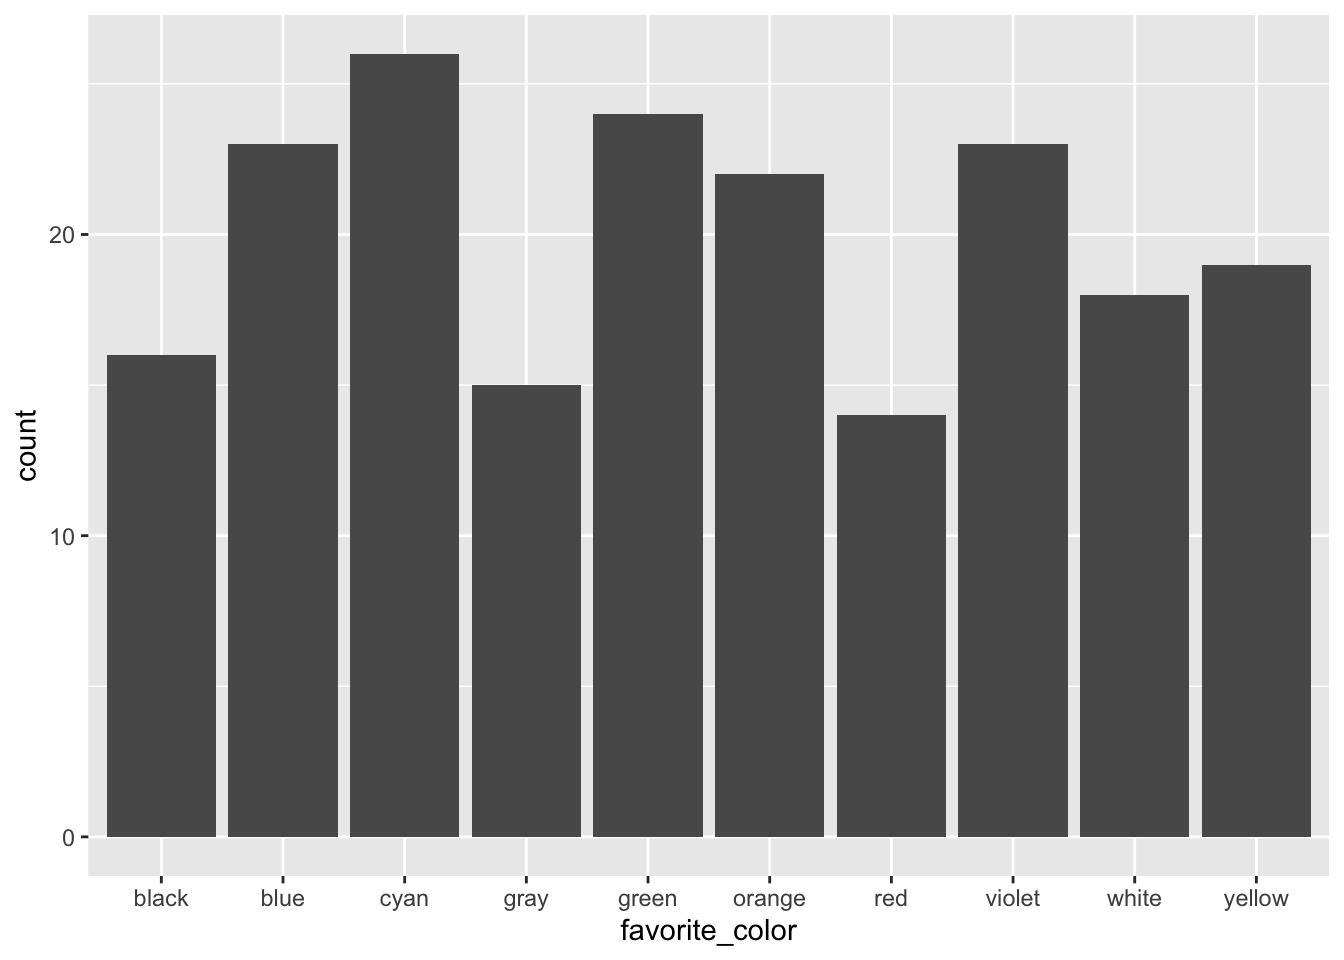 count
20
10
0
black blue cyan gray green orange red violet white yellow
favorite_color